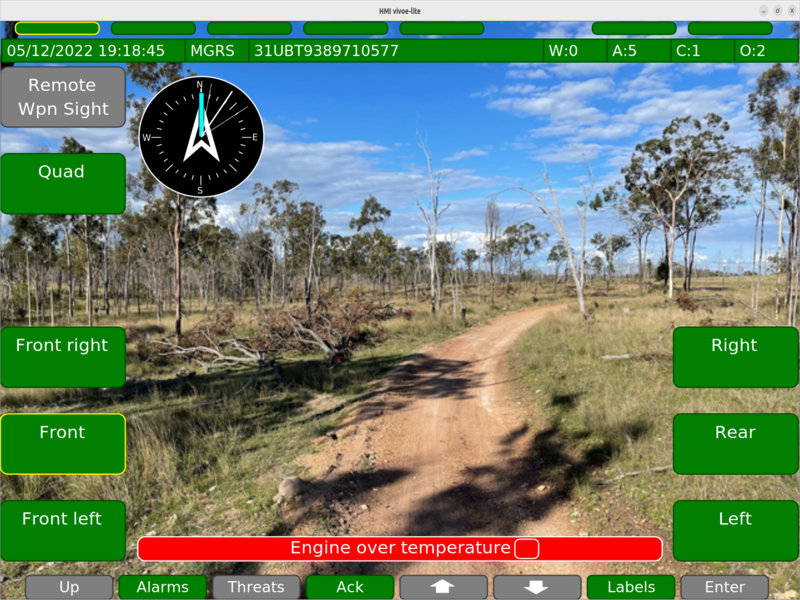 HMI vivoe-lite
05/12/2022 19:18:45 MGRS 31UBT9389710577 W:0 A:5 C:1 O:2
Remote
Wpn Sight
N
W E
S
Quad
Front right
Right
Front
Rear
Front left
Left
Engine over temperature
Up Alarms Threats Ack Labels Enter